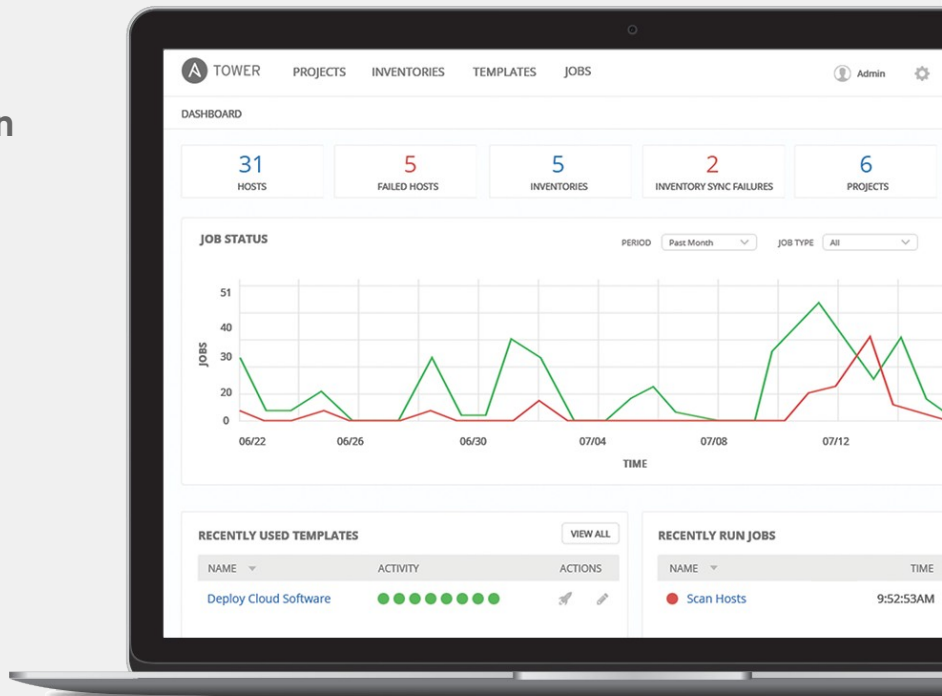 A TOWER PROJECTS INVENTORIES TEMPLATES JOBS Admin
DASHBOARD
31 5 5 2 6
HOSTS FAILED HOSTS INVENTORIES INVENTORY SYNC FAILURES PROJECTS
JOB STATUS PERIOD Past Month JOB TYPE All
51
40
30
20
0
JOBS
06/22 06/26 06/30 07/04 07/08 07/12
TIME
RECENTLY USED TEMPLATES VIEW ALL
NAME ACTIVITY ACTIONS
Deploy Cloud Software
RECENTLY RUN JOBS
NAME TIME
Scan Hosts 9:52:53AM